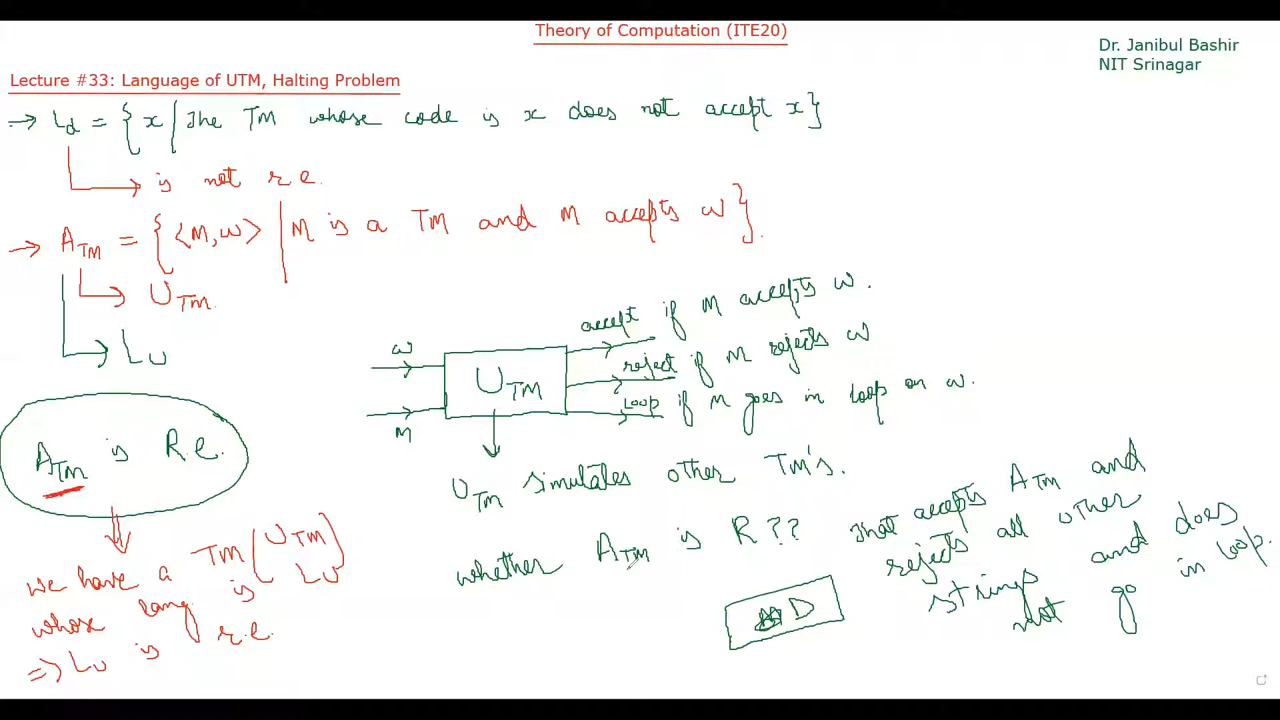 Theory of Computation (ITE20)
Dr. Janibul Bashir
NIT Srinagar
Lecture #33: Language of UTM, Halting Problem
→ Ld = { x | The TM whose code is x does not accept x }
is not r.e.
→ ATM = { <M,w> | M is a TM and M accepts w }.
UTM
LU
w
M
UTM
accept if M accepts w.
reject if M rejects w
loop if M goes in loop on w.
ATM is R.e.
UTM simulates other TM's.
whether ATM is R ??
that accepts ATM and
rejects all other
strings and does
not go in loop.
D
we have a TM (UTM)
whose lang is LU
⇒ LU is r.e.